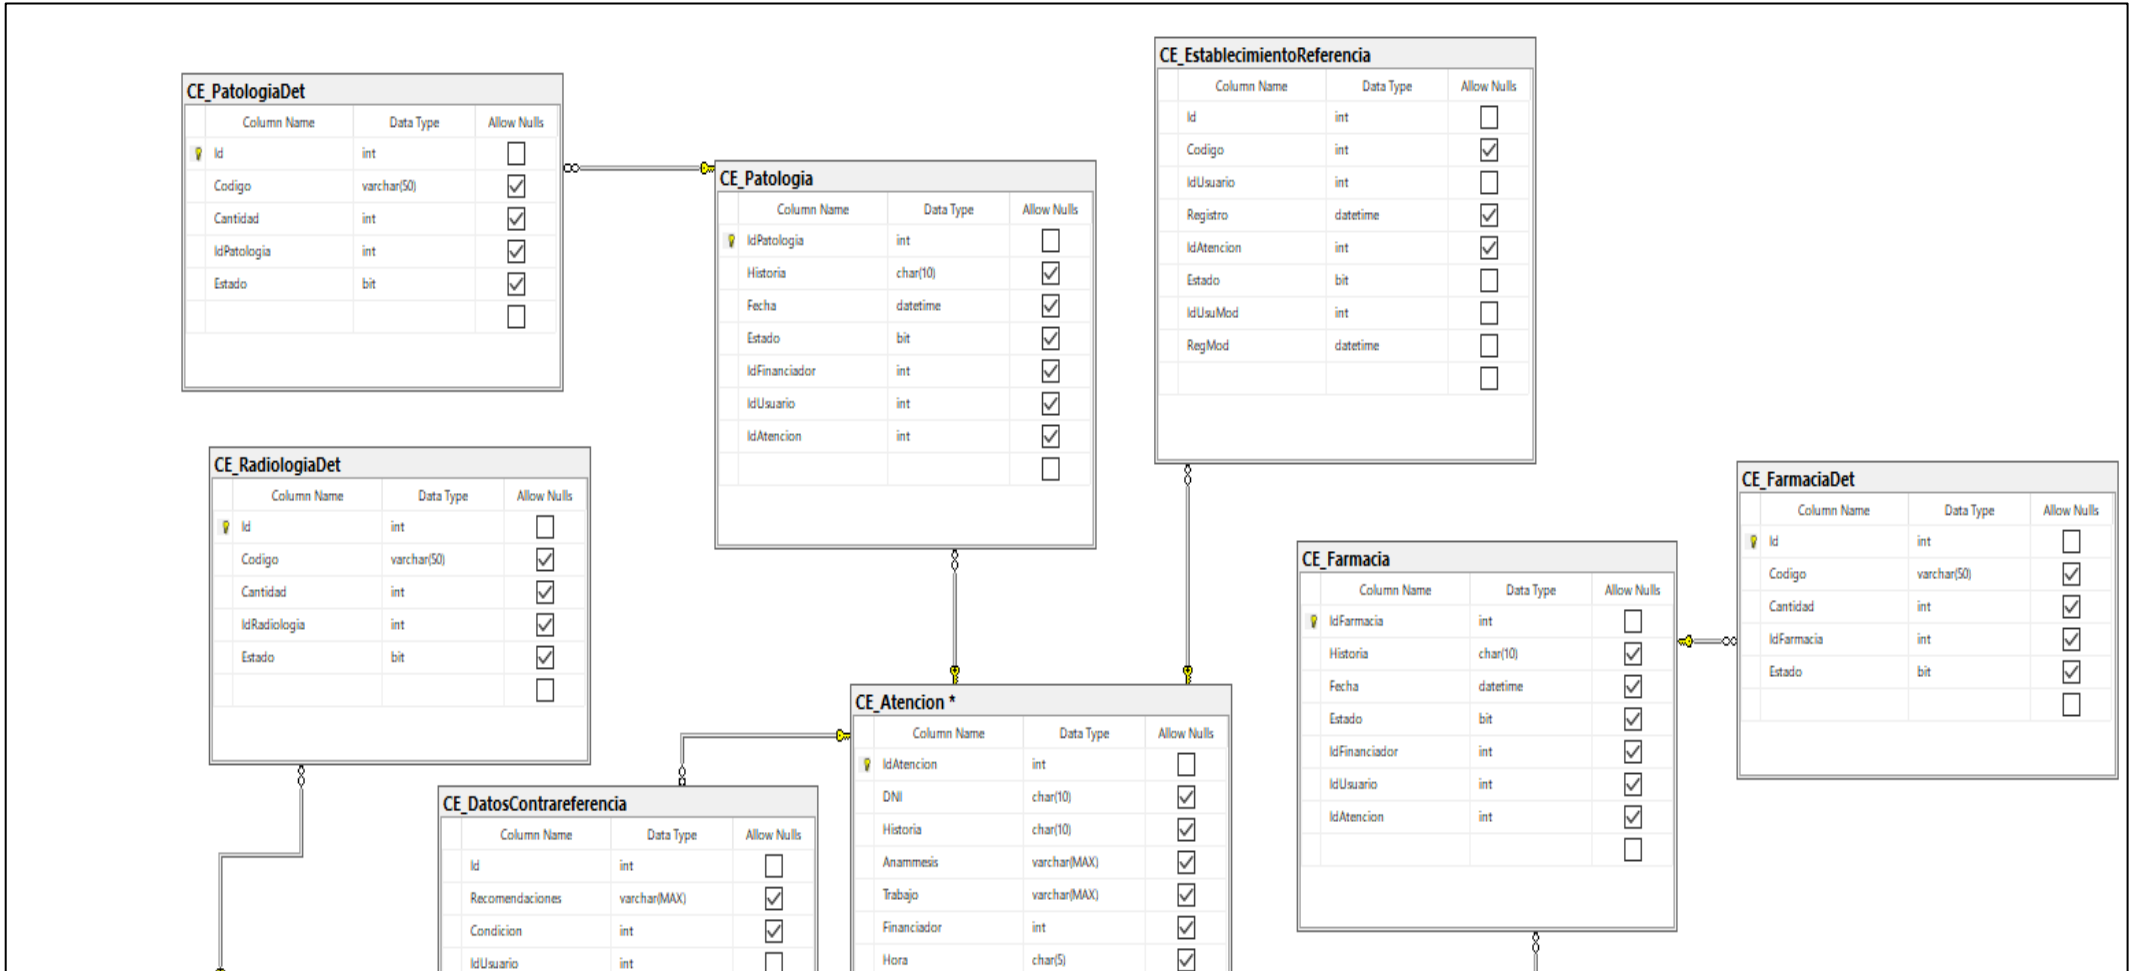 CE_PatologiaDet
Column Name Data Type Allow Nulls
Id int
Codigo varchar(50)
Cantidad int
IdPatologia int
Estado bit
CE_Patologia
Column Name Data Type Allow Nulls
IdPatologia int
Historia char(10)
Fecha datetime
Estado bit
IdFinanciador int
IdUsuario int
IdAtencion int
CE_EstablecimientoReferencia
Column Name Data Type Allow Nulls
Id int
Codigo int
IdUsuario int
Registro datetime
IdAtencion int
Estado bit
IdUsuMod int
RegMod datetime
CE_RadiologiaDet
Column Name Data Type Allow Nulls
Id int
Codigo varchar(50)
Cantidad int
IdRadiologia int
Estado bit
CE_FarmaciaDet
Column Name Data Type Allow Nulls
Id int
Codigo varchar(50)
Cantidad int
IdFarmacia int
Estado bit
CE_Farmacia
Column Name Data Type Allow Nulls
IdFarmacia int
Historia char(10)
Fecha datetime
Estado bit
IdFinanciador int
IdUsuario int
IdAtencion int
CE_Atencion *
Column Name Data Type Allow Nulls
IdAtencion int
DNI char(10)
Historia char(10)
Anammesis varchar(MAX)
Trabajo varchar(MAX)
Financiador int
Hora char(5)
CE_DatosContrareferencia
Column Name Data Type Allow Nulls
Id int
Recomendaciones varchar(MAX)
Condicion int
IdUsuario int